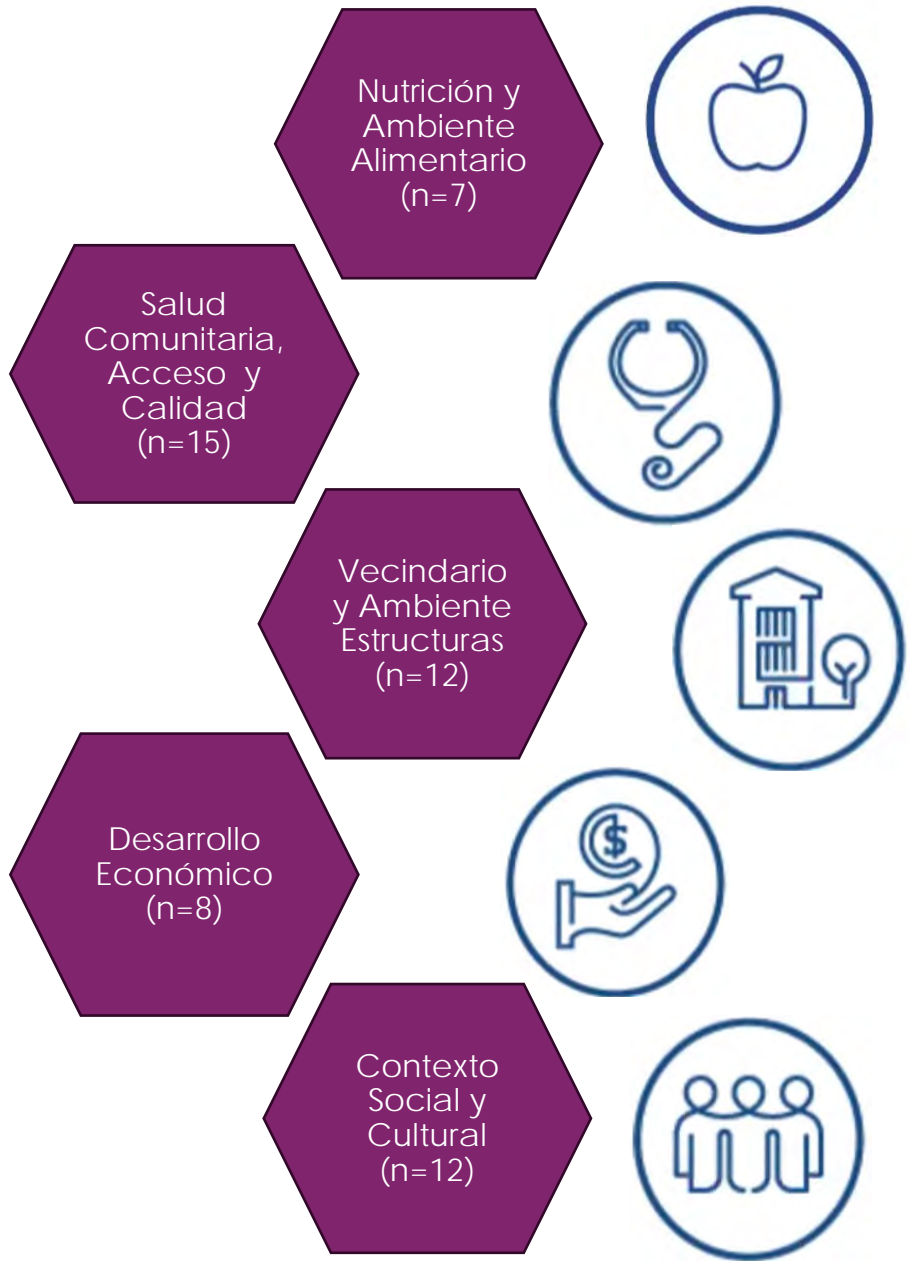 Nutrición y
Ambiente
Alimentario
(n=7)
Salud
Comunitaria,
Acceso y
Calidad
(n=15)
Vecindario
y Ambiente
Estructuras
(n=12)
Desarrollo
Económico
(n=8)
$
Contexto
Social y
Cultural
(n=12)